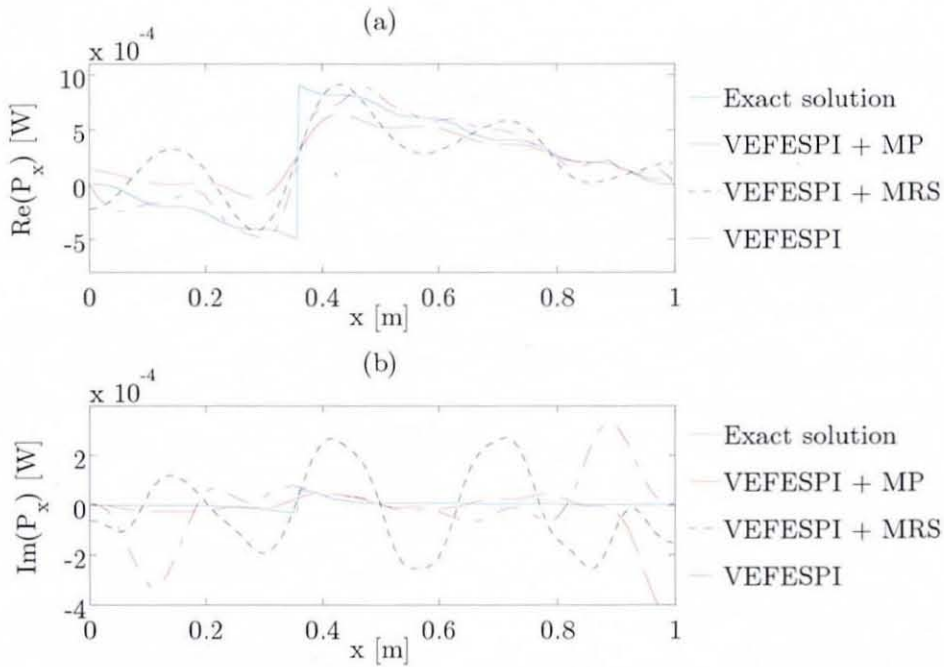 (a)
x 10^-4
Re(P_x) [W]
10
5
0
-5
0 0.2 0.4 0.6 0.8 1
x [m]
Exact solution
VEFESPI + MP
VEFESPI + MRS
VEFESPI
(b)
x 10^-4
Im(P_x) [W]
2
0
-2
-4
0 0.2 0.4 0.6 0.8 1
x [m]
Exact solution
VEFESPI + MP
VEFESPI + MRS
VEFESPI